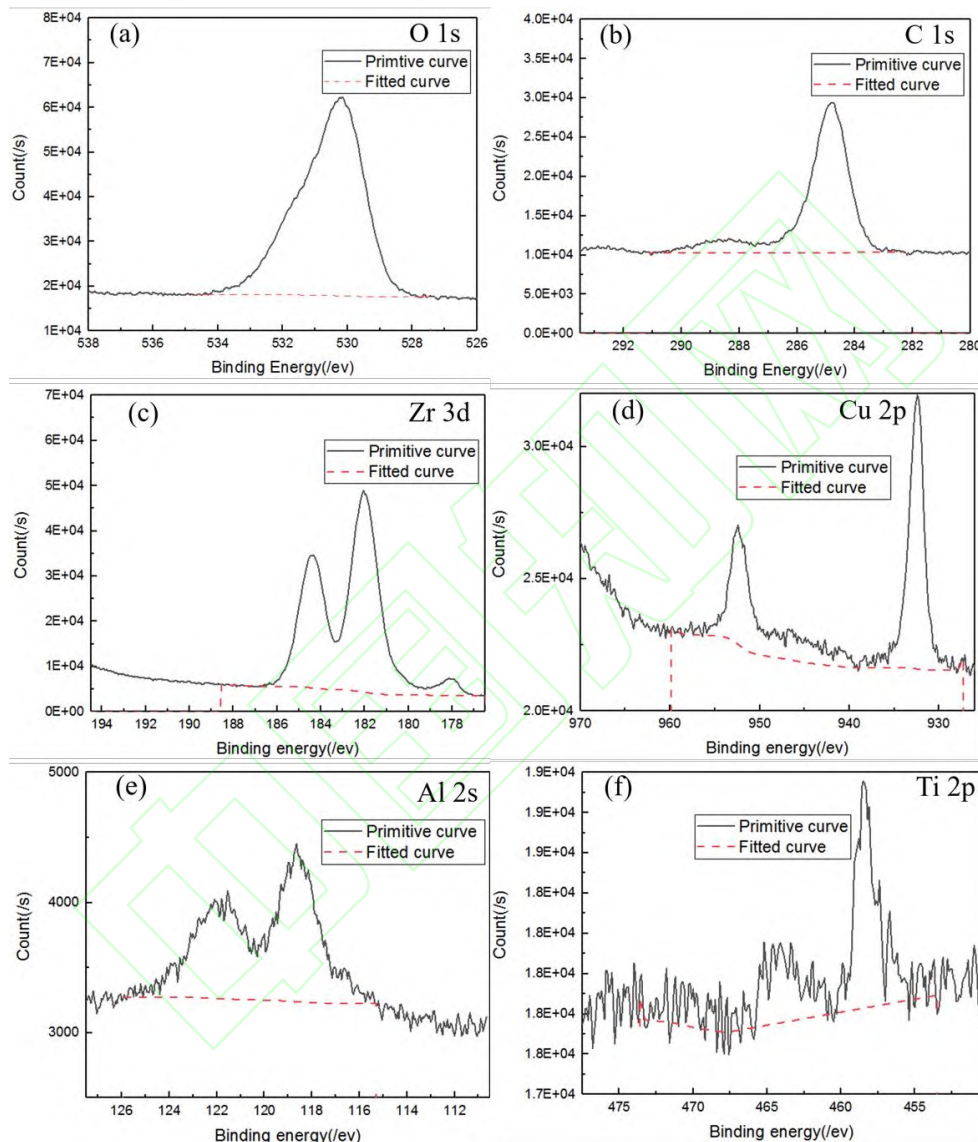 (a)
O 1s
Primtive curve
Fitted curve
8E+04
7E+04
6E+04
5E+04
4E+04
3E+04
2E+04
1E+04
Count(/s)
538 536 534 532 530 528 526
Binding Energy(/ev)
(b)
C 1s
Primitive curve
Fitted curve
4.0E+04
3.5E+04
3.0E+04
2.5E+04
2.0E+04
1.5E+04
1.0E+04
5.0E+03
0.0E+00
Count(/s)
292 290 288 286 284 282 280
Binding Energy(/ev)
(c)
Zr 3d
Primitive curve
Fitted curve
7E+04
6E+04
5E+04
4E+04
3E+04
2E+04
1E+04
0E+00
Count(/s)
194 192 190 188 186 184 182 180 178
Binding energy(/ev)
(d)
Cu 2p
Primitive curve
Fitted curve
3.0E+04
2.5E+04
2.0E+04
Count(/s)
970 960 950 940 930
Binding energy(/ev)
(e)
Al 2s
Primitive curve
Fitted curve
5000
4000
3000
Count(/s)
126 124 122 120 118 116 114 112
Binding energy(/ev)
(f)
Ti 2p
Primitive curve
Fitted curve
1.9E+04
1.9E+04
1.8E+04
1.8E+04
1.8E+04
1.8E+04
1.7E+04
Count(/s)
475 470 465 460 455
Binding energy(/ev)